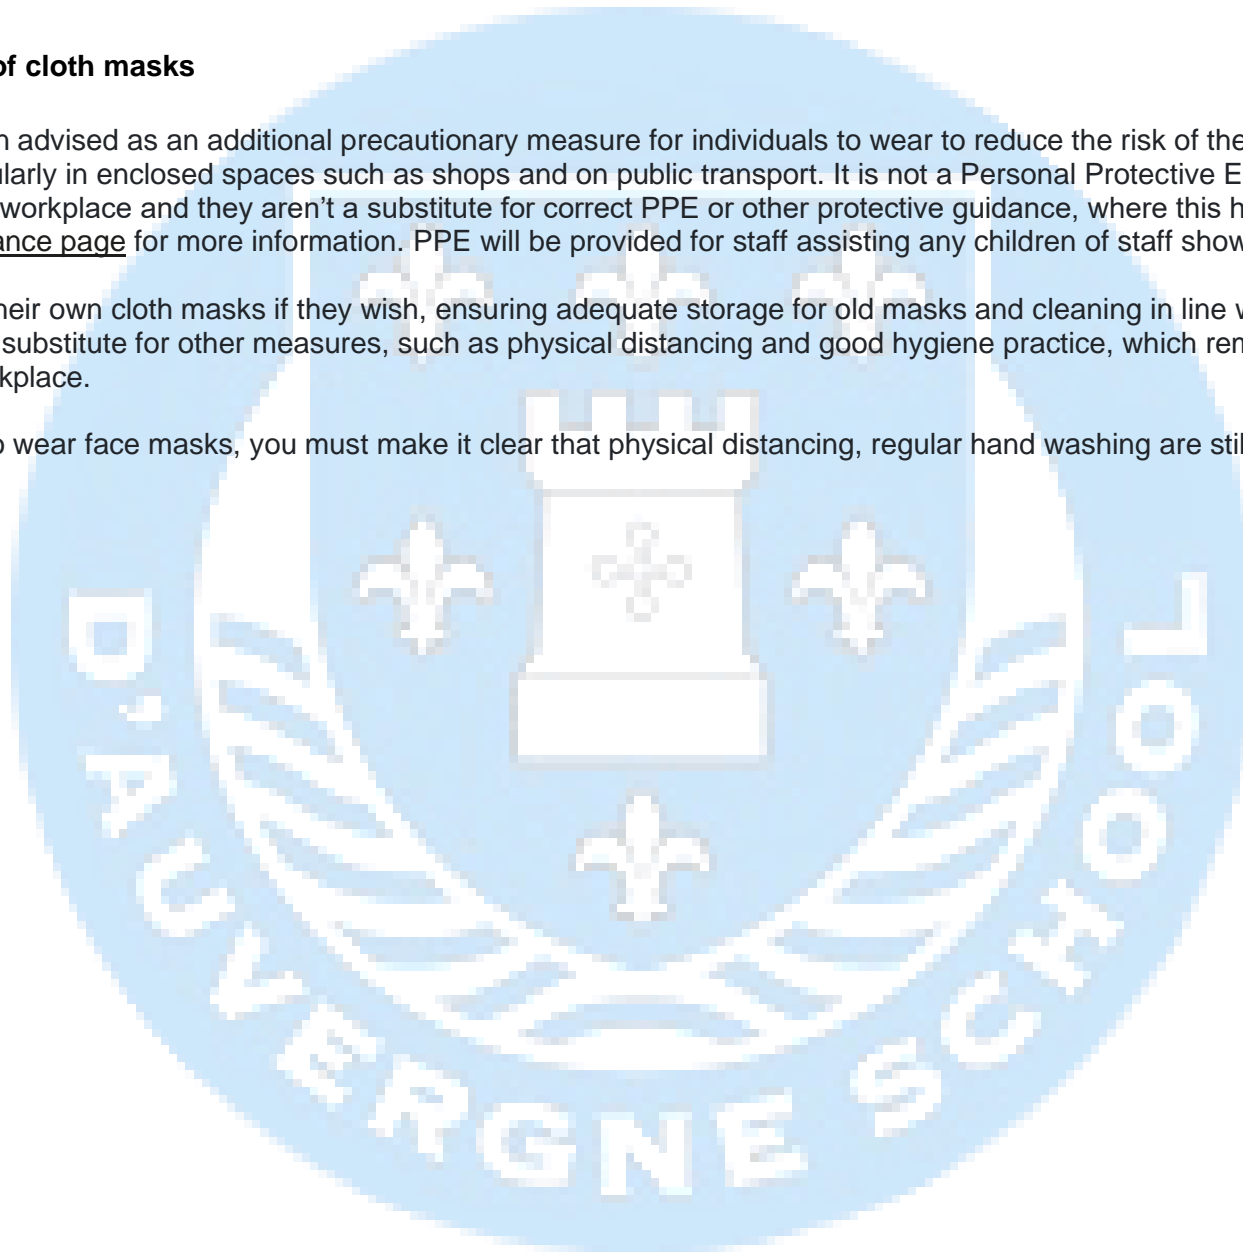 of cloth masks
n advised as an additional precautionary measure for individuals to wear to reduce the risk of the
ularly in enclosed spaces such as shops and on public transport. It is not a Personal Protective E
workplace and they aren’t a substitute for correct PPE or other protective guidance, where this h
ance page for more information. PPE will be provided for staff assisting any children of staff show
heir own cloth masks if they wish, ensuring adequate storage for old masks and cleaning in line w
substitute for other measures, such as physical distancing and good hygiene practice, which rem
kplace.
o wear face masks, you must make it clear that physical distancing, regular hand washing are stil
D'AUVERGNE SCHOOL